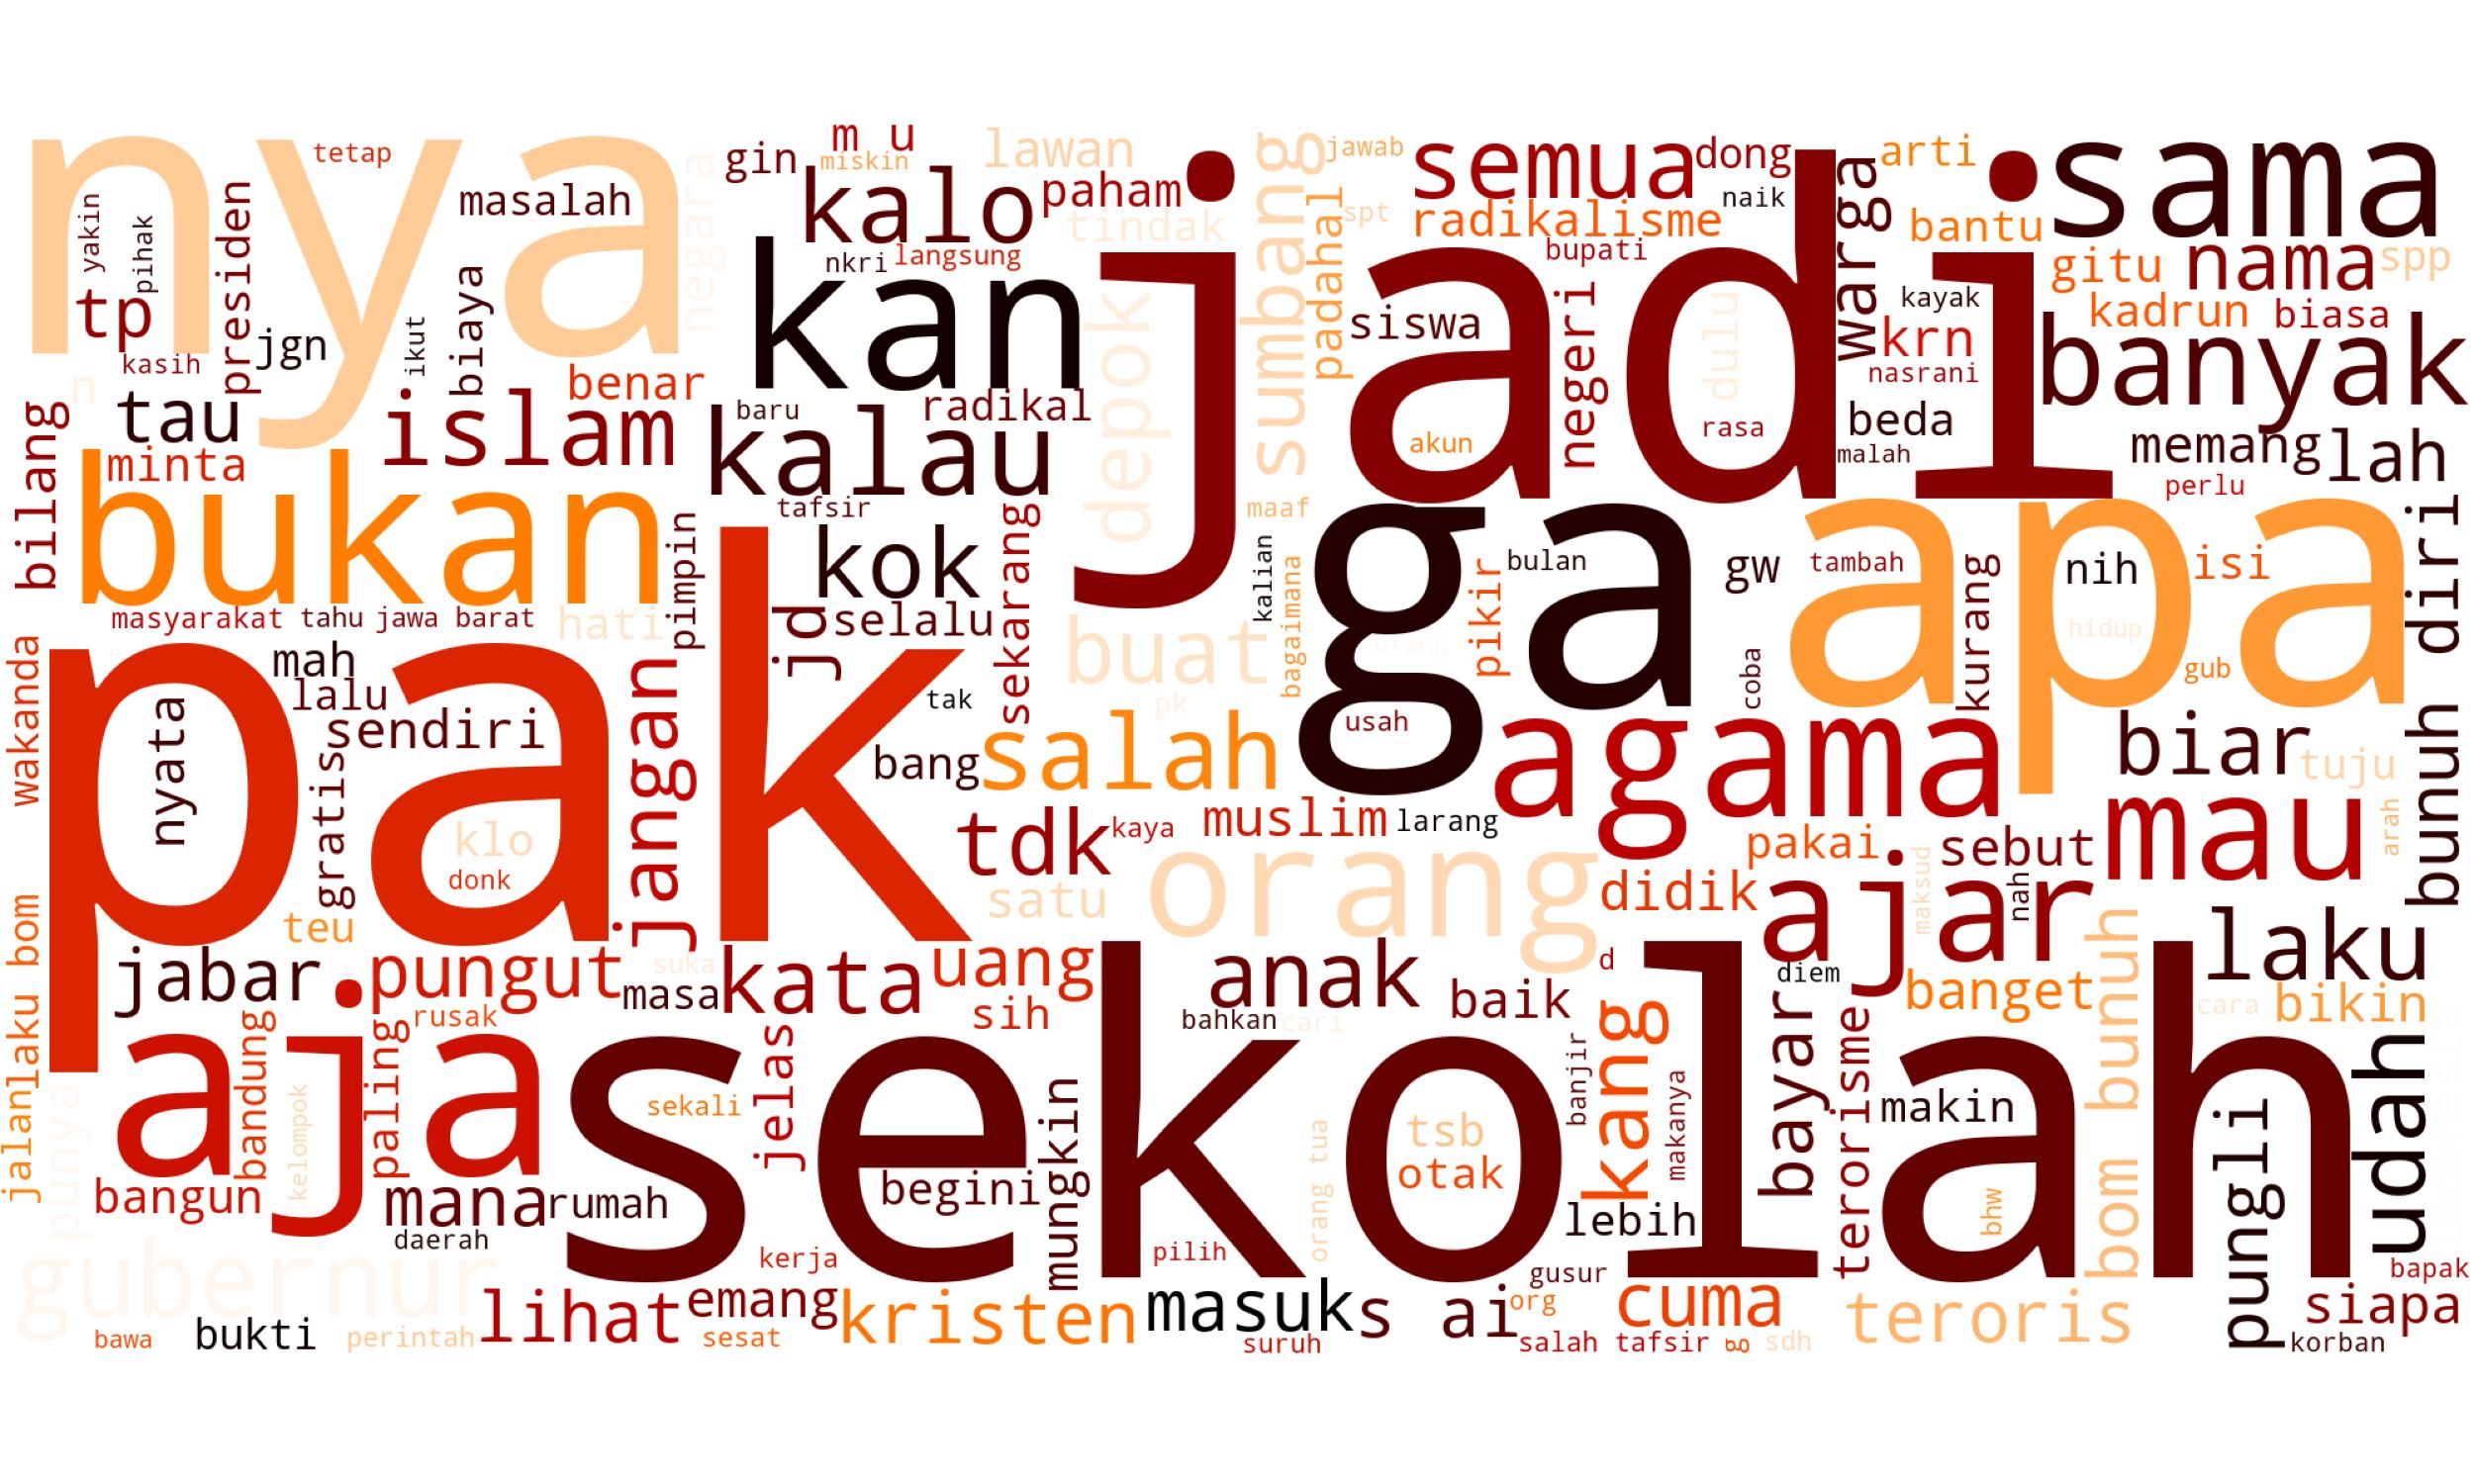 nya
tetap
negara
yakin
pihak
presiden
masalah
tp
jgn
ikut
biaya
kasih
n
tau
islam
benar
bilang
minta
bukan
pimpin
masyarakat
tahu
jawa barat
hati
gin
m u
miskin
lawan
kalo
paham
tindak
nkri
langsung
kan
baru
radikal
kalau
tafsir
depok
sumbang
jawab
padahal
spt
semua
dong
radikalisme
naik
bupati
siswa
negeri
dulu
jadi
akun
rasa
warga
arti
bantu
sama
gitu
nama
spp
kayak
kadrun
biasa
krn
nasrani
banyak
beda
malah
memang
lah
perlu
kok
sekarang
jd
selalu
maaf
kalian
bagaimana
ga
bulan
pikir
gw
tambah
kurang
apa
nih
isi
hidup
gub
bunuh diri
wakanda
pak
mah
lalu
nyata
sendiri
gratis
klo
donk
teu
jangan
tak
buat
pk
bang
salah
usah
coba
agama
biar
tuju
tdk
kaya
muslim
larang
satu
orang
pakai
sebut
mau
arah
didik
ajar
maksud
nah
jalan
laku bom
jabar
pungut
suka
masa
rusak
kata
uang
sih
anak
bahkan
cari
baik
d
diem
banget
laku
cara
bikin
aja
bandung
paling
kelompok
punya
jelas
sekolah
sekali
begini
mungkin
orang tua
tsb
otak
banjir
kang
makanya
bayar
terorisme
makin
bhw
bom bunuh
pungli
udah
bangun
mana
rumah
daerah
kerja
pilih
lebih
gusur
bapak
gubernur
bawa
bukti
perintah
lihat
emang
sesat
kristen
masuk
suruh
s ai
org
cuma
salah tafsir
g
sdh
teroris
siapa
korban